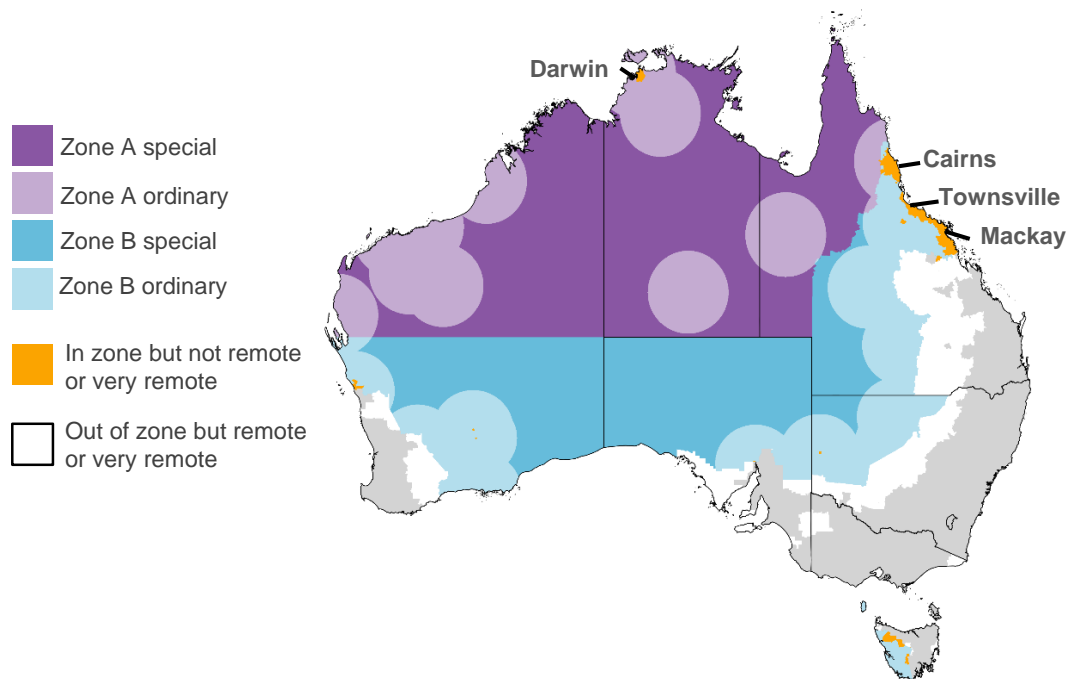 Darwin
Zone A special
Zone A ordinary
Zone B special
Zone B ordinary
In zone but not remote
or very remote
Out of zone but remote
or very remote
Cairns
Townsville
Mackay